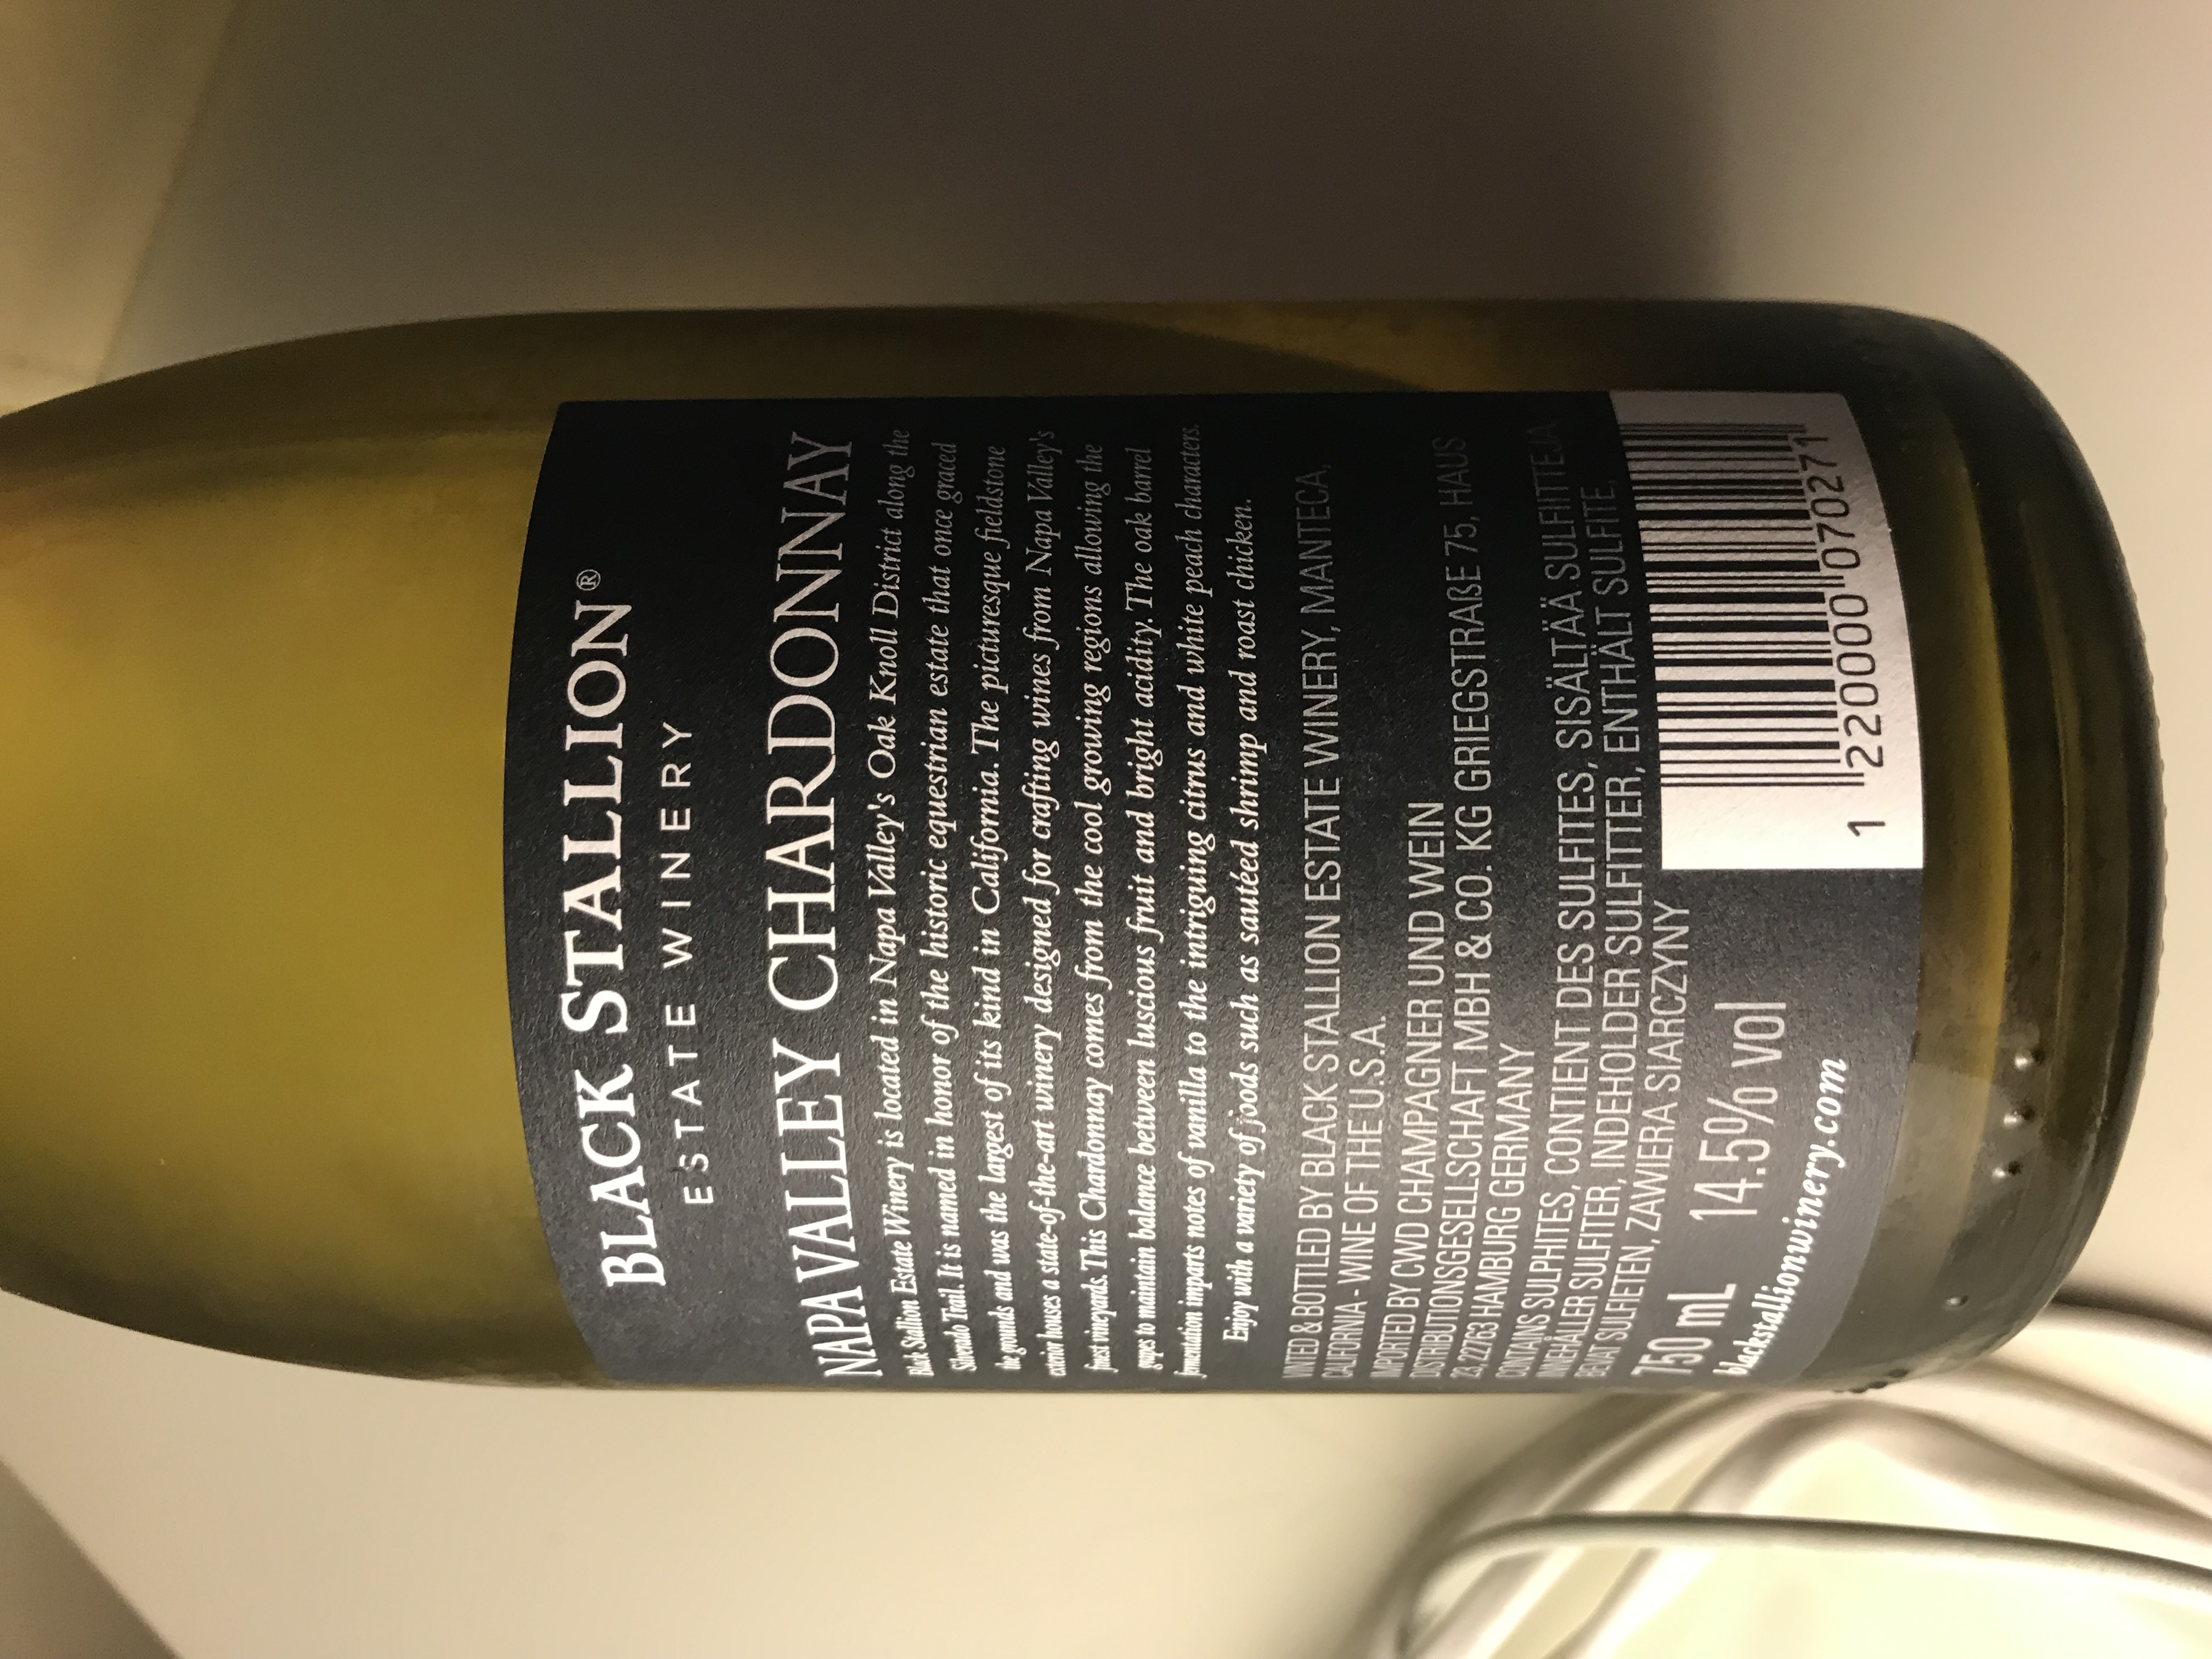 BLACK STALLION®
ESTATE WINERY
NAPA VALLEY CHARDONNAY
Black Stallion Estate Winery is located in Napa Valley's Oak Knoll District along the
Silverado Trail. It is named in honor of the historic equestrian estate that once graced
the grounds and was the largest of its kind in California. The picturesque fieldstone
exterior houses a state-of-the-art winery designed for crafting wines from Napa Valley's
finest vineyards. This Chardonnay comes from the cool growing regions allowing the
grapes to maintain balance between luscious fruit and bright acidity. The oak barrel
fermentation imparts notes of vanilla to the intriguing citrus and white peach characters.
Enjoy with a variety of foods such as sautéed shrimp and roast chicken.
VINTED & BOTTLED BY BLACK STALLION ESTATE WINERY, MANTECA,
CALIFORNIA - WINE OF THE U.S.A.
IMPORTED BY CWD CHAMPAGNER UND WEIN
DISTRIBUTIONSGESELLSCHAFT MBH & CO. KG GRIEGSTRAßE 75, HAUS
23, 22763 HAMBURG GERMANY
CONTAINS SULPHITES, CONTIENT DES SULFITES, SISÄLTÄÄ SULFIITTEJA
INNEHÅLLER SULFITER, INDEHOLDER SULFITTER, ENTHÄLT SULFITE,
BEVAT SULFIETEN, ZAWIERA SIARCZYNY
750 mL 14.5% vol
blackstallionwinery.com
1 220000 070271